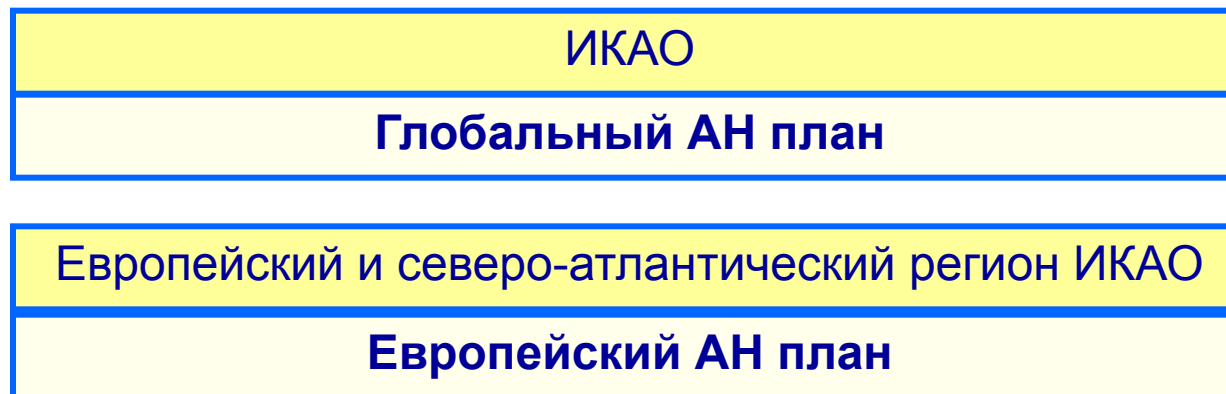 ИКАО
Глобальный АН план
Европейский и северо-атлантический регион ИКАО
Европейский АН план